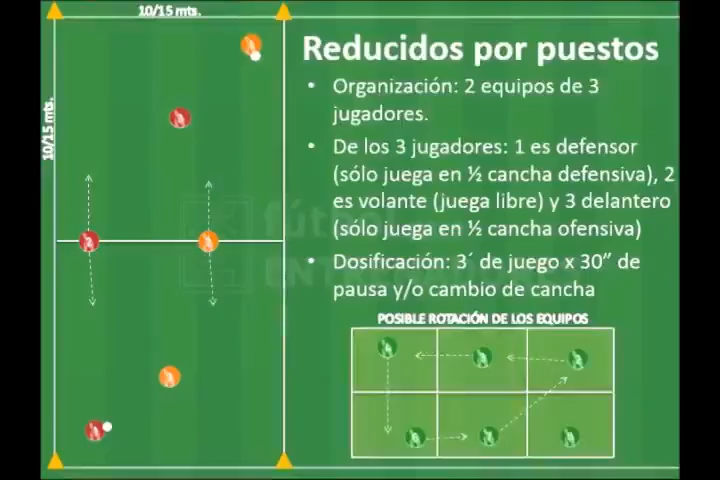 10/15 mts.
10/15 mts.
Reducidos por puestos
• Organización: 2 equipos de 3
jugadores.
• De los 3 jugadores: 1 es defensor
(sólo juega en ½ cancha defensiva), 2
es volante (juega libre) y 3 delantero
(sólo juega en ½ cancha ofensiva)
• Dosificación: 3´ de juego x 30” de
pausa y/o cambio de cancha
POSIBLE ROTACIÓN DE LOS EQUIPOS